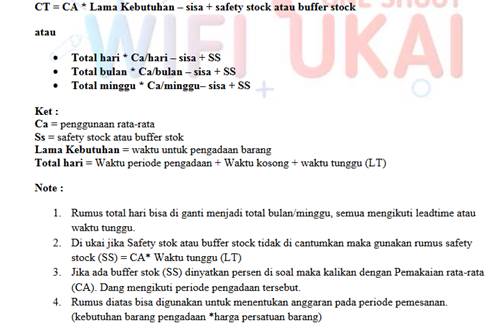 CT = CA * Lama Kebutuhan – sisa + safety stock atau buffer stock
atau
• Total hari * Ca/hari – sisa + SS
• Total bulan * Ca/bulan – sisa + SS
• Total minggu * Ca/minggu– sisa + SS
Ket :
Ca = penggunaan rata-rata
Ss = safety stock atau buffer stok
Lama Kebutuhan = waktu untuk pengadaan barang
Total hari = Waktu periode pengadaan + Waktu kosong + waktu tunggu (LT)
Note :
1. Rumus total hari bisa di ganti menjadi total bulan/minggu, semua mengikuti leadtime atau
waktu tunggu.
2. Di ukai jika Safety stok atau buffer stock tidak di cantumkan maka gunakan rumus safety
stock (SS) = CA* Waktu tunggu (LT)
3. Jika ada buffer stok (SS) dinyatkan persen di soal maka kalikan dengan Pemakaian rata-rata
(CA). Dang mengikuti periode pengadaan tersebut.
4. Rumus diatas bisa digunakan untuk menentukan anggaran pada periode pemesenan.
(kebutuhan barang pengadaan *harga persatuan barang)
WIFI UKAI